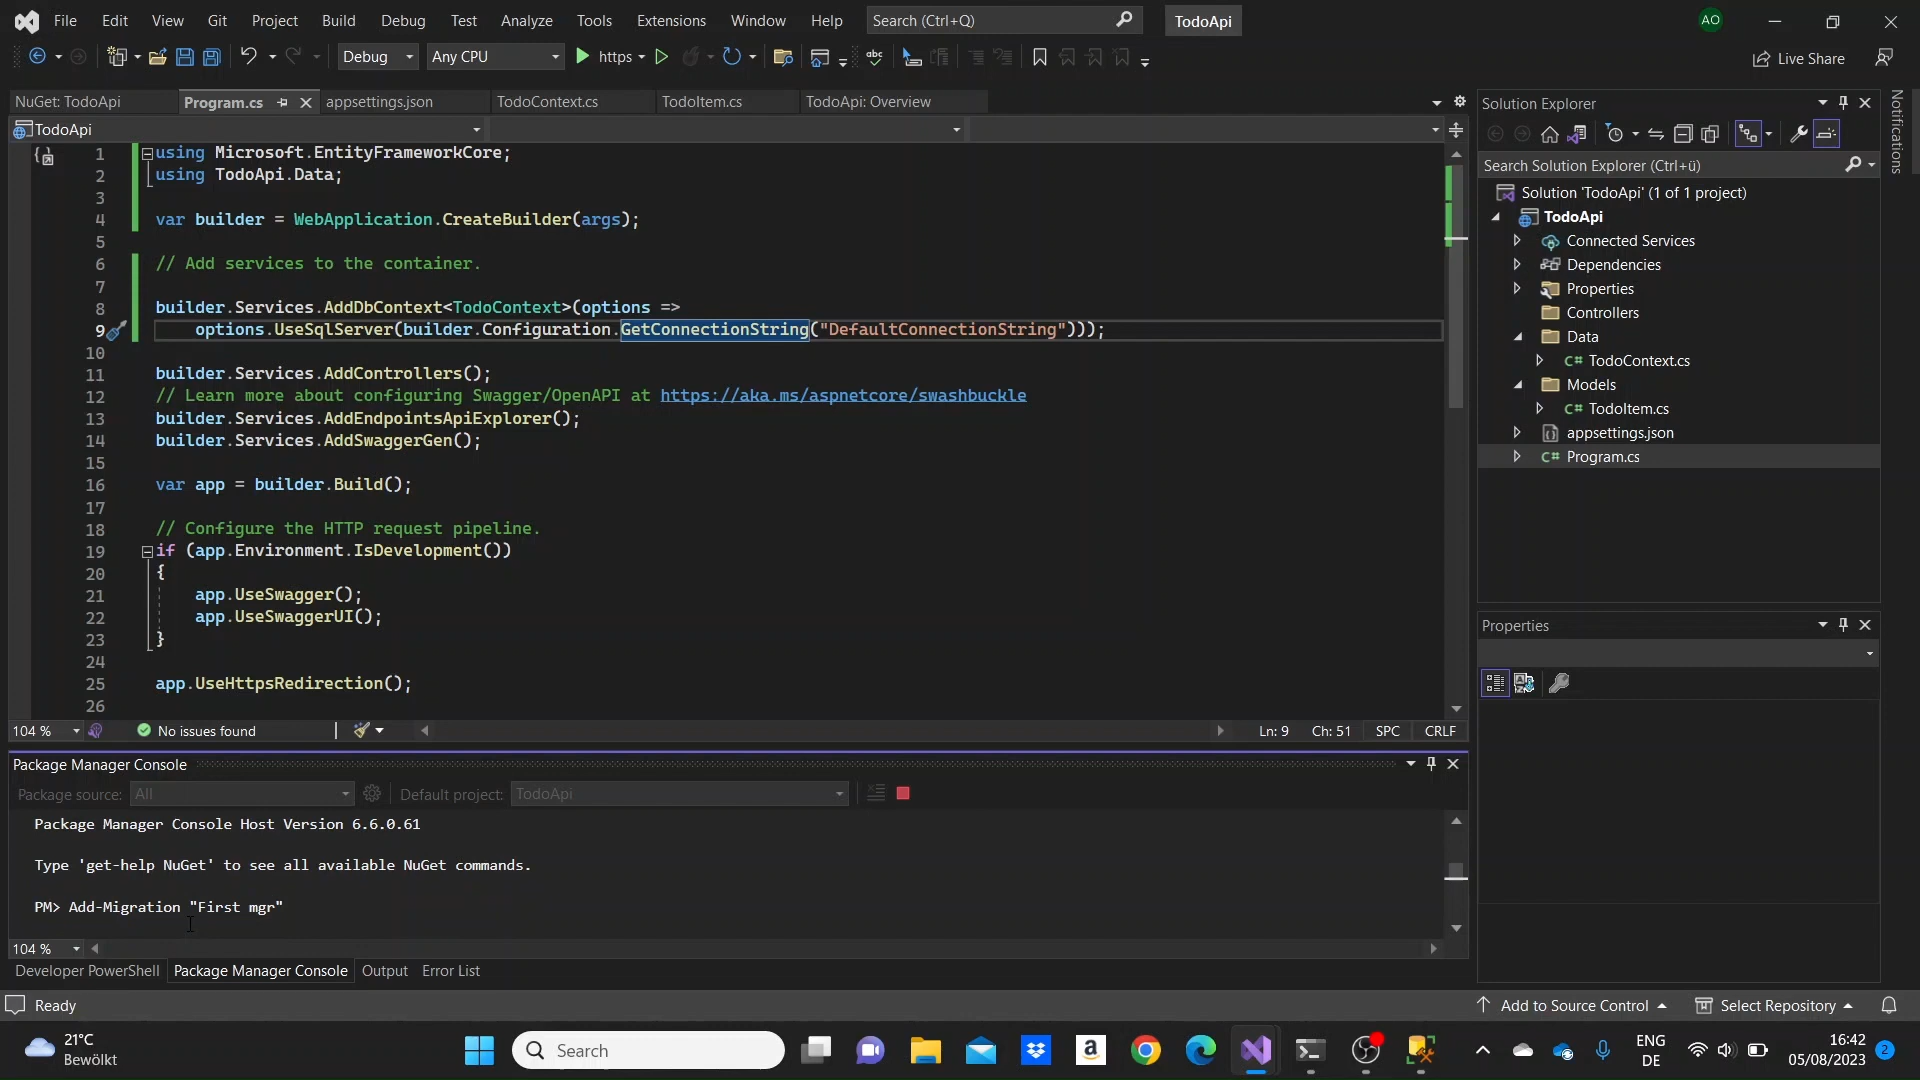 File Edit View Git Project Build Debug Test Analyze Tools Extensions Window Help Search (Ctrl+Q) TodoApi AO
Debug Any CPU https Live Share
NuGet: TodoApi Program.cs appsettings.json TodoContext.cs TodoItem.cs TodoApi: Overview
TodoApi
1 using Microsoft.EntityFrameworkCore;
2 using TodoApi.Data;
3
4 var builder = WebApplication.CreateBuilder(args);
5
6 // Add services to the container.
7
8 builder.Services.AddDbContext<TodoContext>(options =>
9 options.UseSqlServer(builder.Configuration.GetConnectionString("DefaultConnectionString")));
10
11 builder.Services.AddControllers();
12 // Learn more about configuring Swagger/OpenAPI at https://aka.ms/aspnetcore/swashbuckle
13 builder.Services.AddEndpointsApiExplorer();
14 builder.Services.AddSwaggerGen();
15
16 var app = builder.Build();
17
18 // Configure the HTTP request pipeline.
19 if (app.Environment.IsDevelopment())
20 {
21 app.UseSwagger();
22 app.UseSwaggerUI();
23 }
24
25 app.UseHttpsRedirection();
26
104 % No issues found Ln: 9 Ch: 51 SPC CRLF
Package Manager Console
Package source: All Default project: TodoApi
Package Manager Console Host Version 6.6.0.61
Type 'get-help NuGet' to see all available NuGet commands.
PM> Add-Migration "First mgr"
104 %
Developer PowerShell Package Manager Console Output Error List
Solution Explorer
Search Solution Explorer (Ctrl+ü)
Solution 'TodoApi' (1 of 1 project)
TodoApi
Connected Services
Dependencies
Properties
Controllers
Data
C# TodoContext.cs
Models
C# TodoItem.cs
appsettings.json
C# Program.cs
Properties
Notifications
Ready Add to Source Control Select Repository
21°C
Bewölkt
Search
ENG
DE
16:42
05/08/2023
2